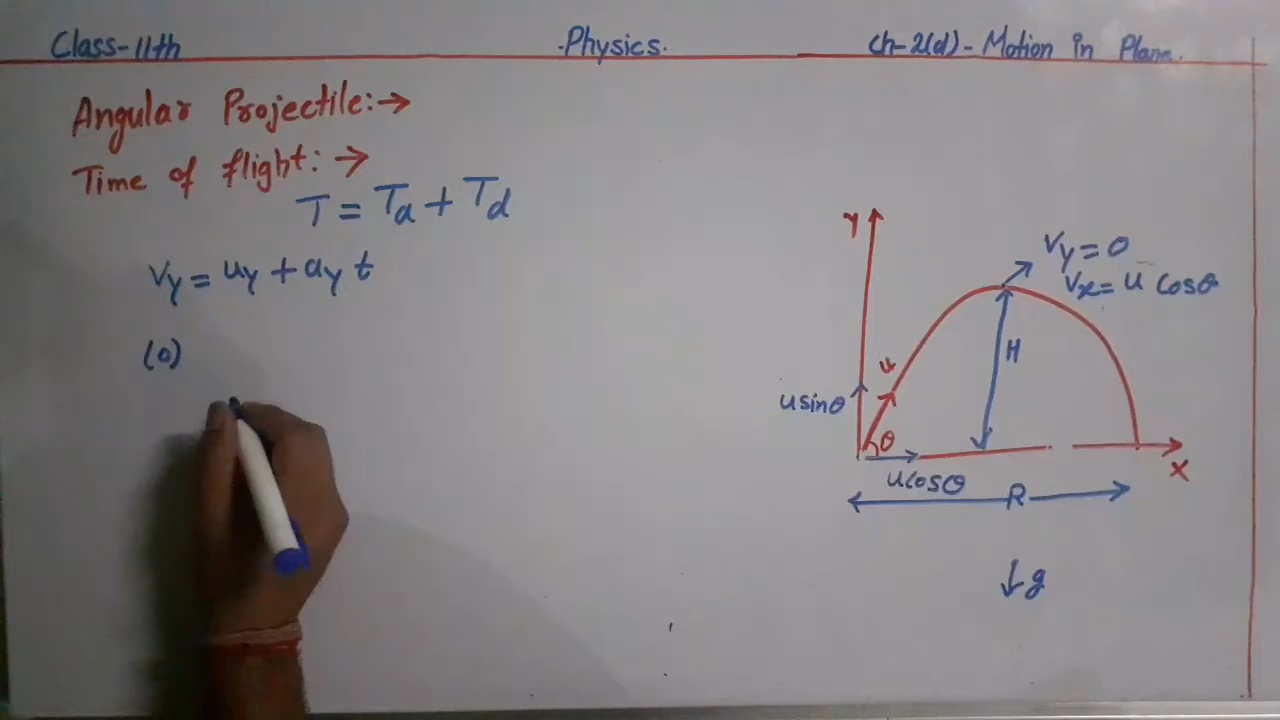 Class-11th Physics. Ch-2(d)- Motion in Plane.
Angular Projectile:→
Time of flight: →
T = Ta + Td
Vy = uy + ay t
(0)
Y
Vy = 0
Vx = u Cosθ
H
u
usinθ
θ
ucosθ
X
R
↓g